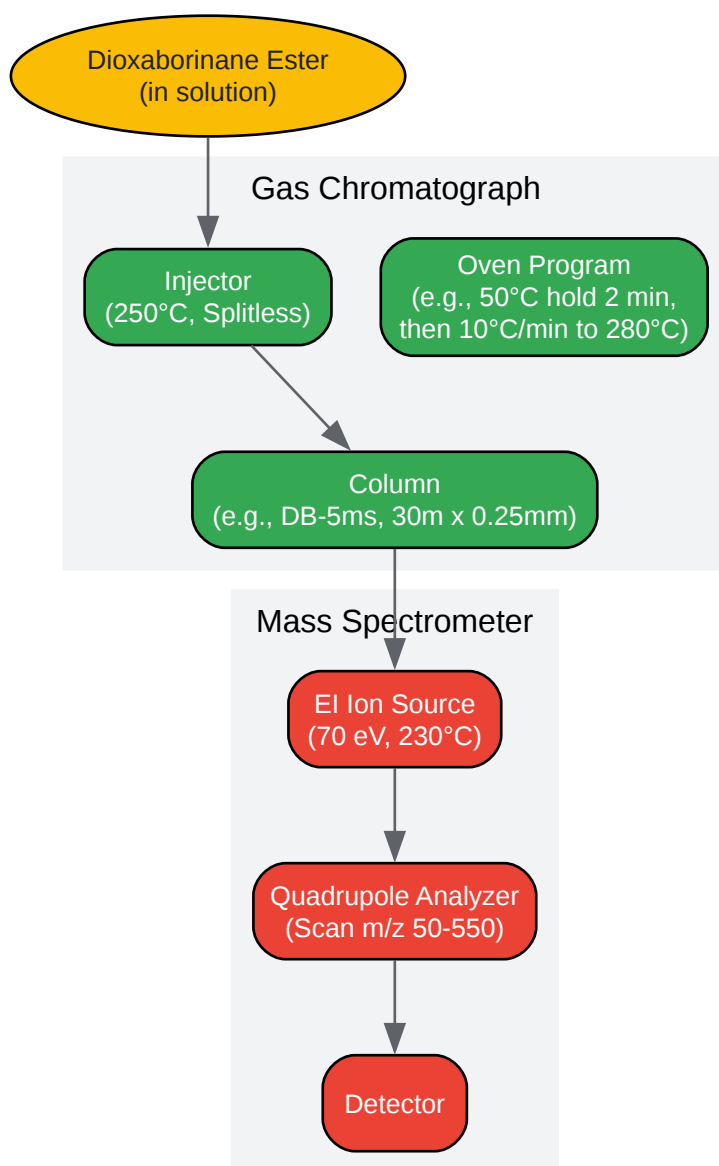 Dioxaborinane Ester
(in solution)
Gas Chromatograph
Injector
(250°C, Splitless)
Oven Program
(e.g., 50°C hold 2 min,
then 10°C/min to 280°C)
Column
(e.g., DB-5ms, 30m x 0.25mm)
Mass Spectrometer
EI Ion Source
(70 eV, 230°C)
Quadrupole Analyzer
(Scan m/z 50-550)
Detector